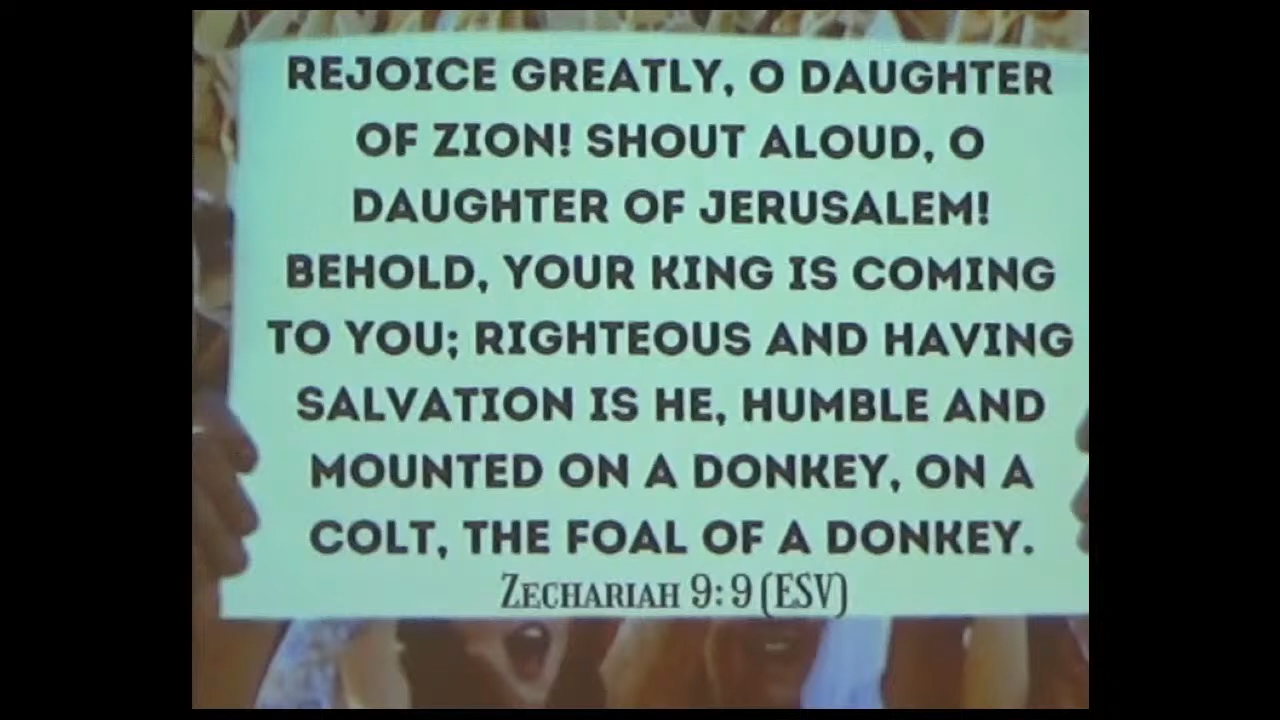 REJOICE GREATLY, O DAUGHTER
OF ZION! SHOUT ALOUD, O
DAUGHTER OF JERUSALEM!
BEHOLD, YOUR KING IS COMING
TO YOU; RIGHTEOUS AND HAVING
SALVATION IS HE, HUMBLE AND
MOUNTED ON A DONKEY, ON A
COLT, THE FOAL OF A DONKEY.
ZECHARIAH 9:9 (ESV)